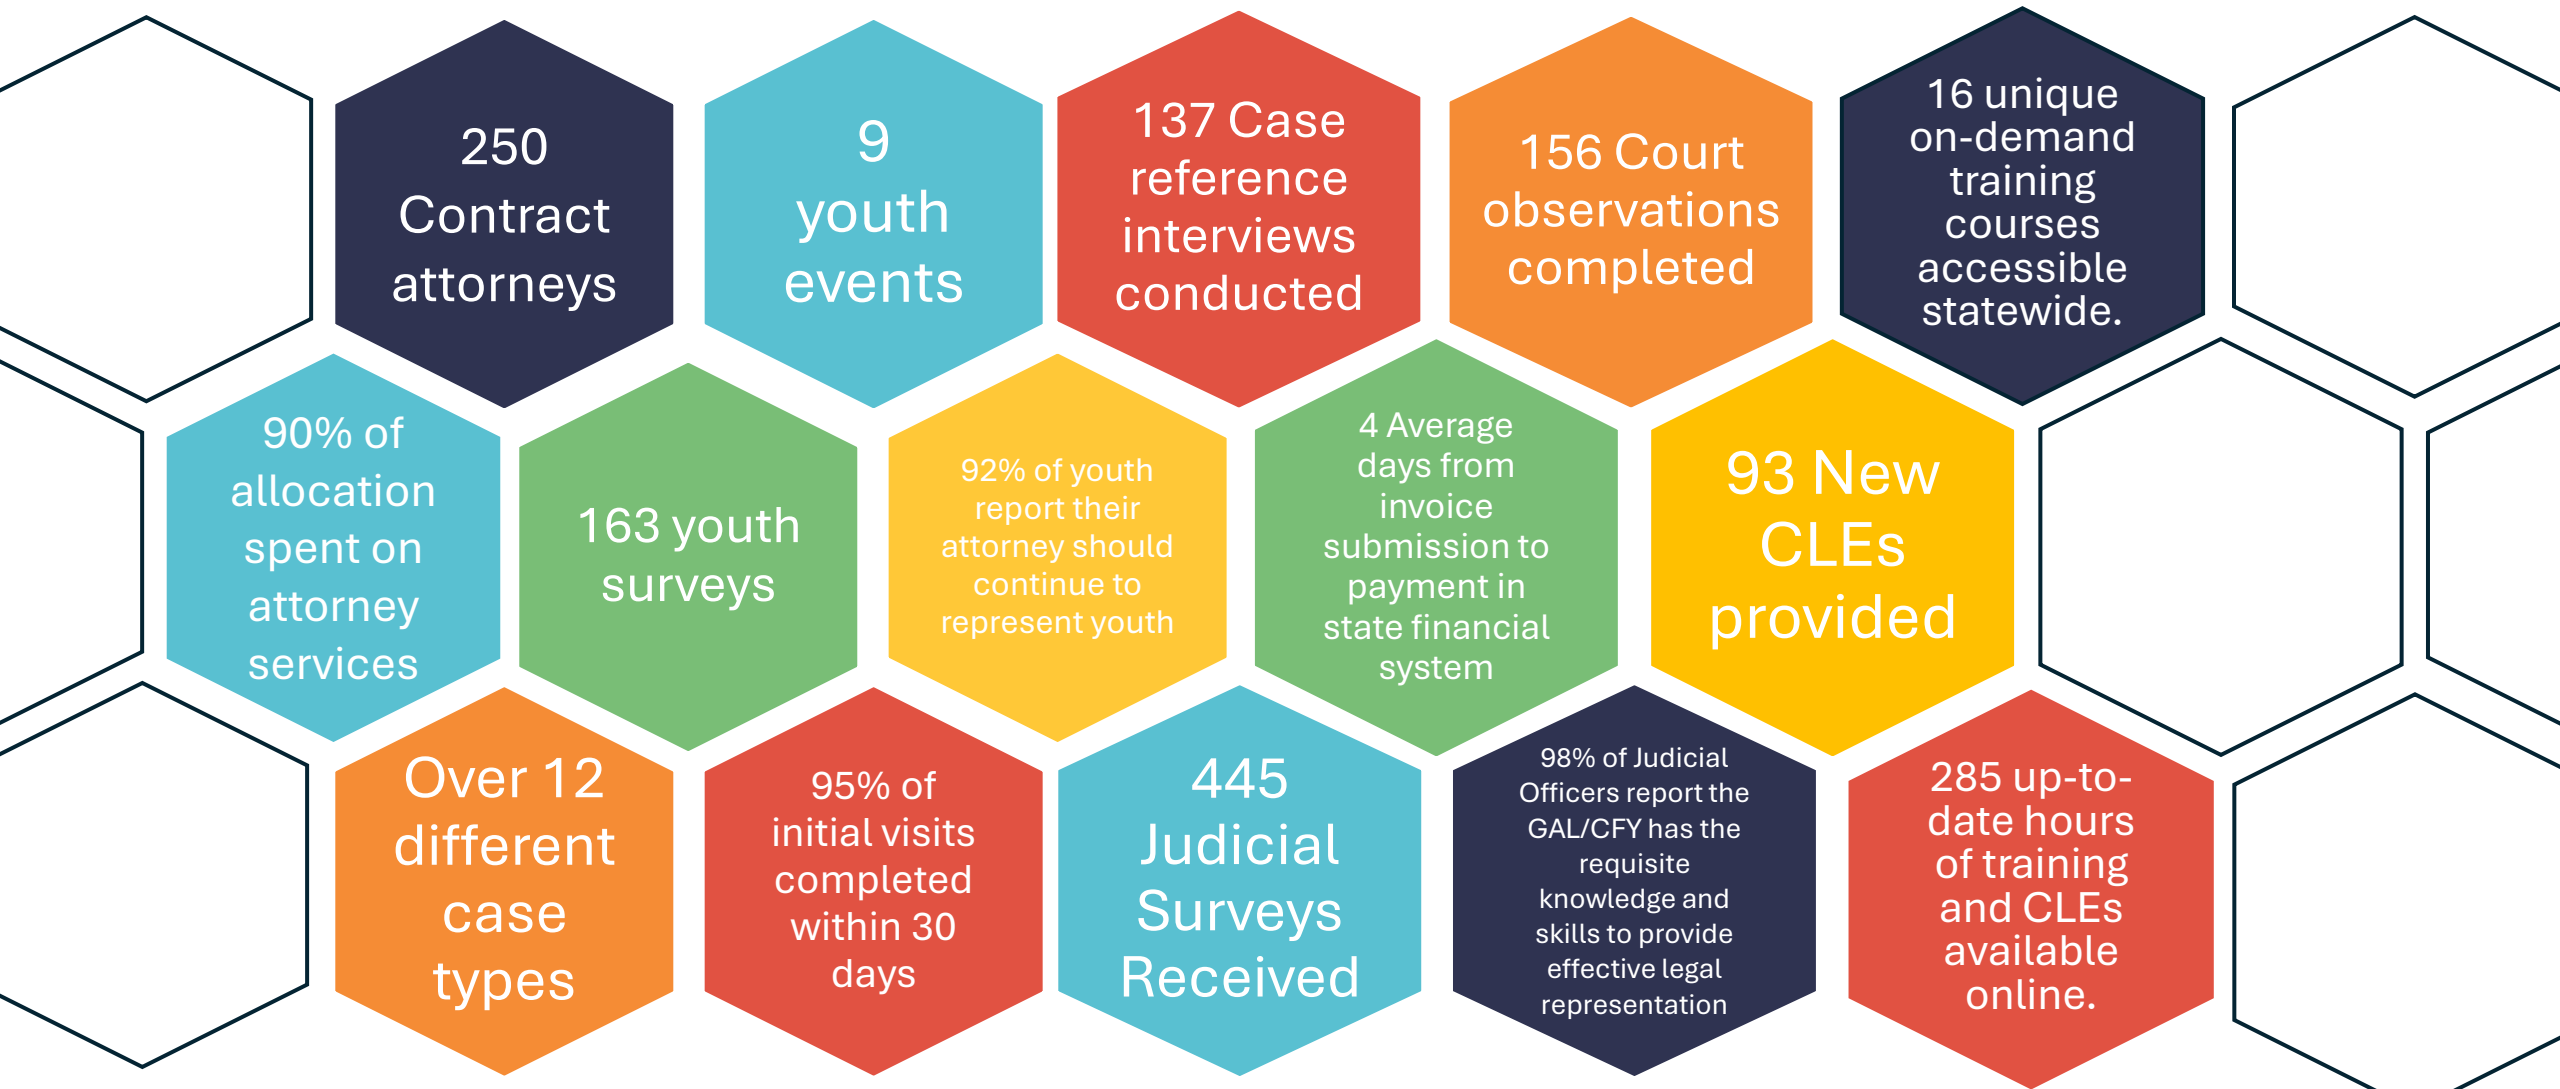 250
Contract
attorneys
9
youth
events
137 Case
reference
interviews
conducted
156 Court
observations
completed
16 unique
on-demand
training
courses
accessible
statewide.
90% of
allocation
spent on
attorney
services
163 youth
surveys
92% of youth
report their
attorney should
continue to
represent youth
4 Average
days from
invoice
submission to
payment in
state financial
system
93 New
CLEs
provided
Over 12
different
case
types
95% of
initial visits
completed
within 30
days
445
Judicial
Surveys
Received
98% of Judicial
Officers report the
GAL/CFY has the
requisite
knowledge and
skills to provide
effective legal
representation
285 up-to-
date hours
of training
and CLEs
available
online.